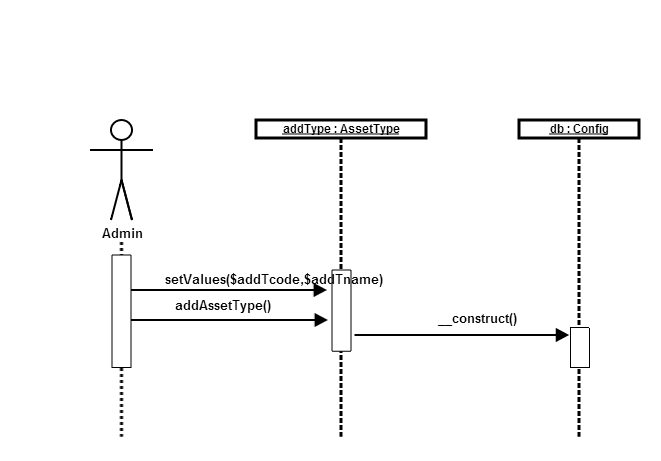 addType : AssetType
db : Config
Admin
setValues($addTcode,$addTname)
addAssetType()
__construct()